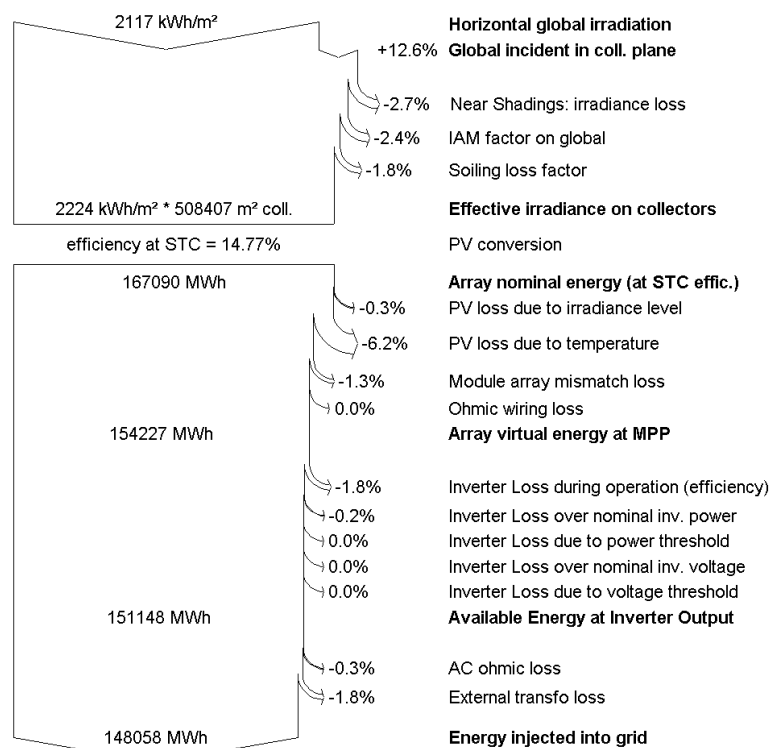 2117 kWh/m² Horizontal global irradiation
+12.6% Global incident in coll. plane
-2.7% Near Shadings: irradiance loss
-2.4% IAM factor on global
-1.8% Soiling loss factor
2224 kWh/m² * 508407 m² coll. Effective irradiance on collectors
efficiency at STC = 14.77% PV conversion
167090 MWh Array nominal energy (at STC effic.)
-0.3% PV loss due to irradiance level
-6.2% PV loss due to temperature
-1.3% Module array mismatch loss
0.0% Ohmic wiring loss
154227 MWh Array virtual energy at MPP
-1.8% Inverter Loss during operation (efficiency)
-0.2% Inverter Loss over nominal inv. power
0.0% Inverter Loss due to power threshold
0.0% Inverter Loss over nominal inv. voltage
0.0% Inverter Loss due to voltage threshold
151148 MWh Available Energy at Inverter Output
-0.3% AC ohmic loss
-1.8% External transfo loss
148058 MWh Energy injected into grid